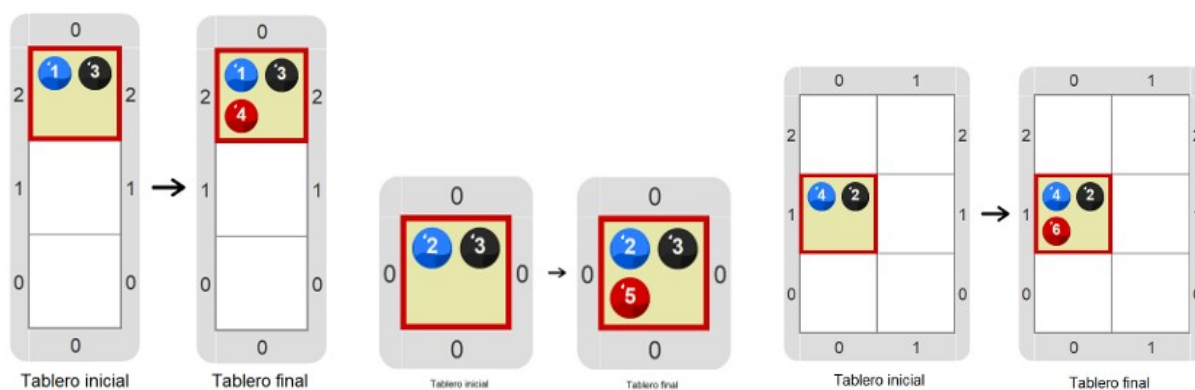 0 0
1 3 1 3
2 2 2 4 2
1 1 1 1
0 0 0 0
0 0
Tablero inicial Tablero final
0 0
0 2 3 0 0 2 3 0
5
0 0
Tablero inicial Tablero final
0 1 0 1
2 2 2 2
4 2 4 2
1 1 1 6 1
0 0 0 0
0 1 0 1
Tablero inicial Tablero final